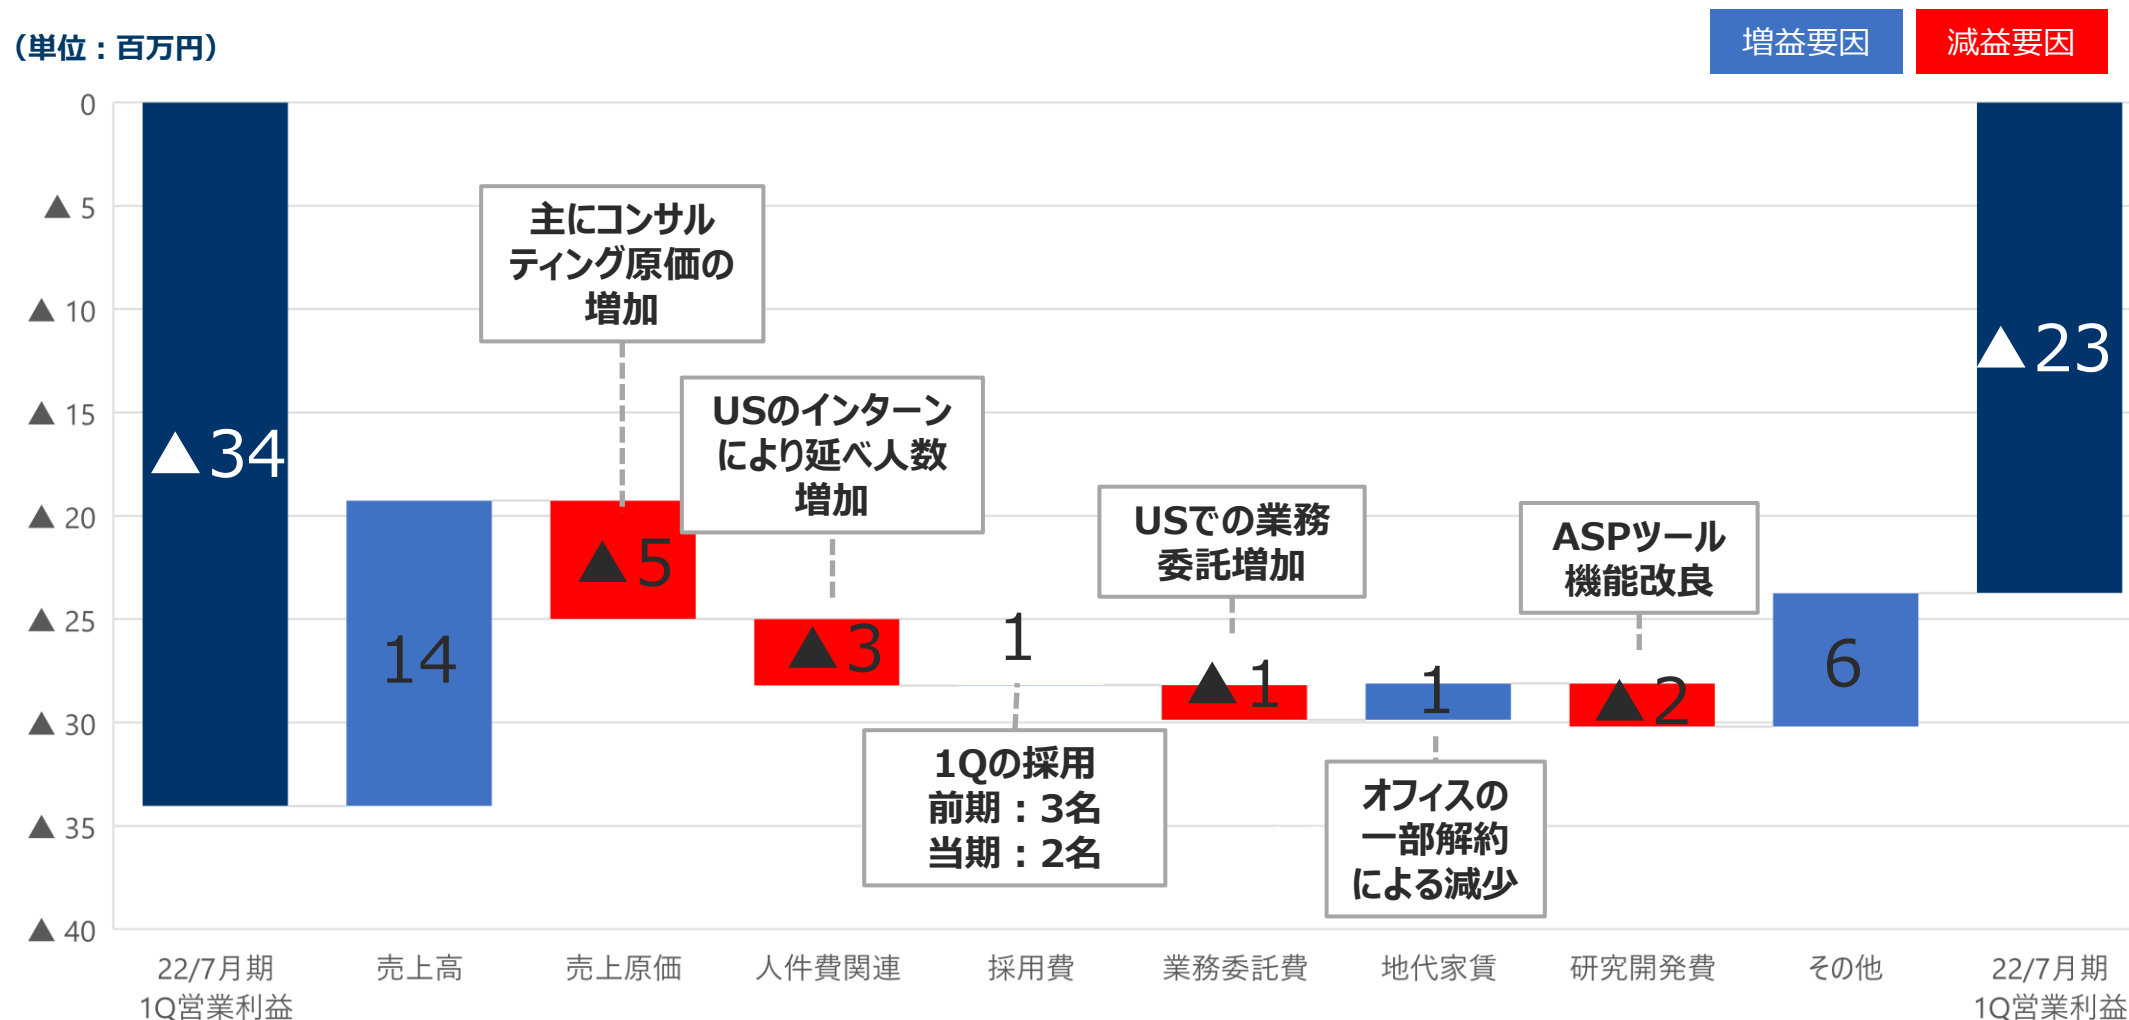 （単位：百万円）
増益要因
減益要因
0
▲ 5
▲ 10
▲ 15
▲ 20
▲ 25
▲ 30
▲ 35
▲ 40
▲34
14
▲5
▲3
1
▲1
1
▲2
6
▲23
主にコンサル
ティング原価の
増加
USのインターン
により延べ人数
増加
1Qの採用
前期：3名
当期：2名
USでの業務
委託増加
オフィスの
一部解約
による減少
ASPツール
機能改良
22/7月期
1Q営業利益
売上高
売上原価
人件費関連
採用費
業務委託費
地代家賃
研究開発費
その他
22/7月期
1Q営業利益